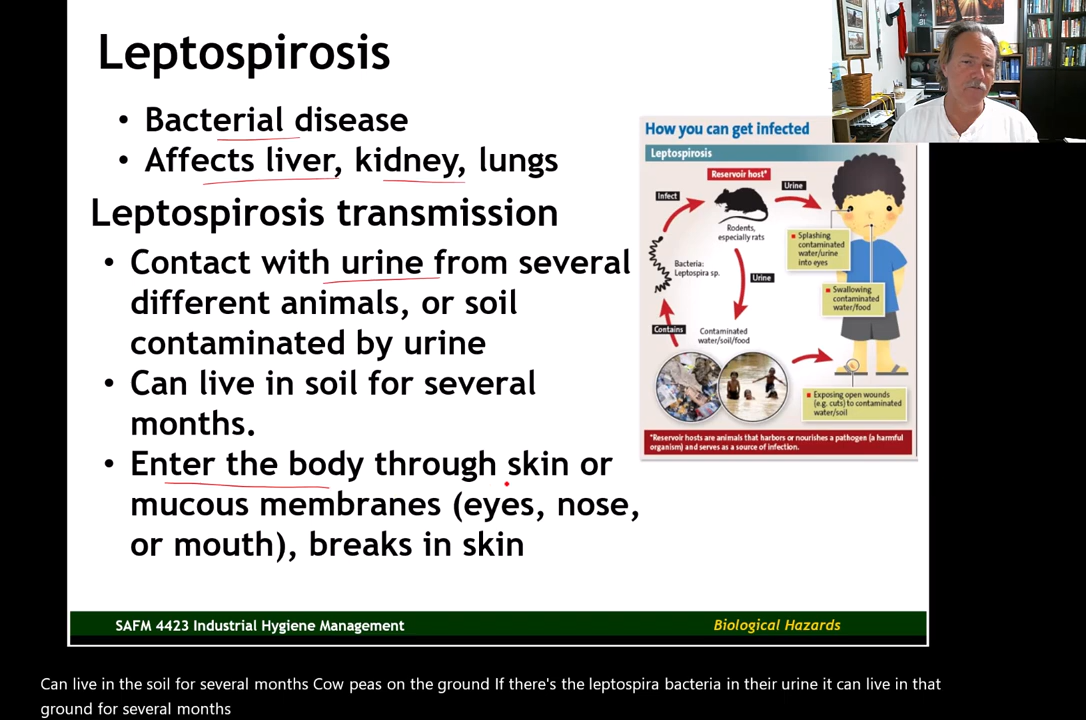 Leptospirosis
• Bacterial disease
• Affects liver, kidney, lungs
Leptospirosis transmission
• Contact with urine from several
different animals, or soil
contaminated by urine
• Can live in soil for several
months.
• Enter the body through skin or
mucous membranes (eyes, nose,
or mouth), breaks in skin
How you can get infected
Leptospirosis
Reservoir host*
Infect
Urine
Rodents,
especially rats
Bacteria:
Leptospira sp.
Urine
Contains
Contaminated
water/soil/food
Splashing
contaminated
water/urine
into eyes
Swallowing
contaminated
water/food
Exposing open wounds
(e.g. cuts) to contaminated
water/soil
*Reservoir hosts are animals that harbors or nourishes a pathogen (a harmful
organism) and serves as a source of infection.
SAFM 4423 Industrial Hygiene Management
Biological Hazards
Can live in the soil for several months Cow peas on the ground If there's the leptospira bacteria in their urine it can live in that
ground for several months